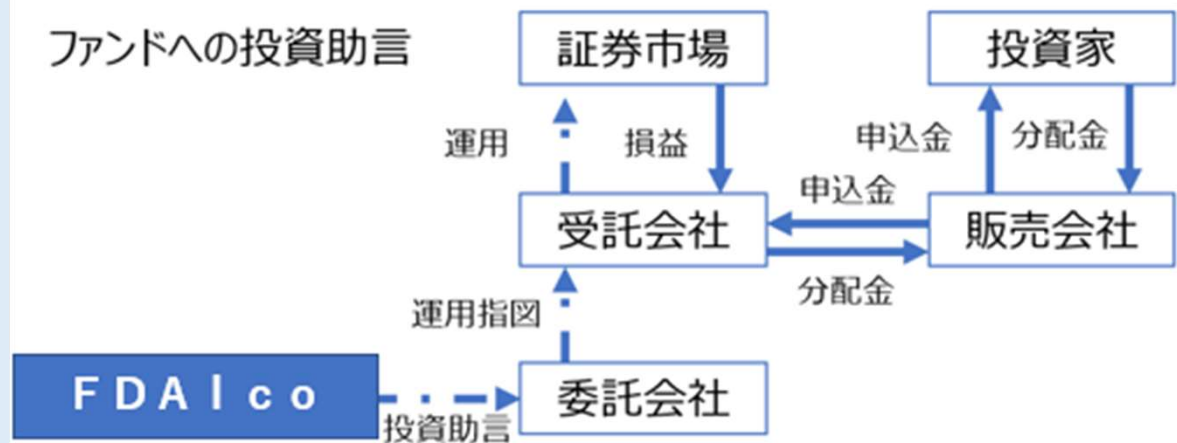 ファンドへの投資助言
証券市場
投資家
運用
損益
申込金
分配金
申込金
受託会社
販売会社
分配金
運用指図
FDAIco
委託会社
投資助言